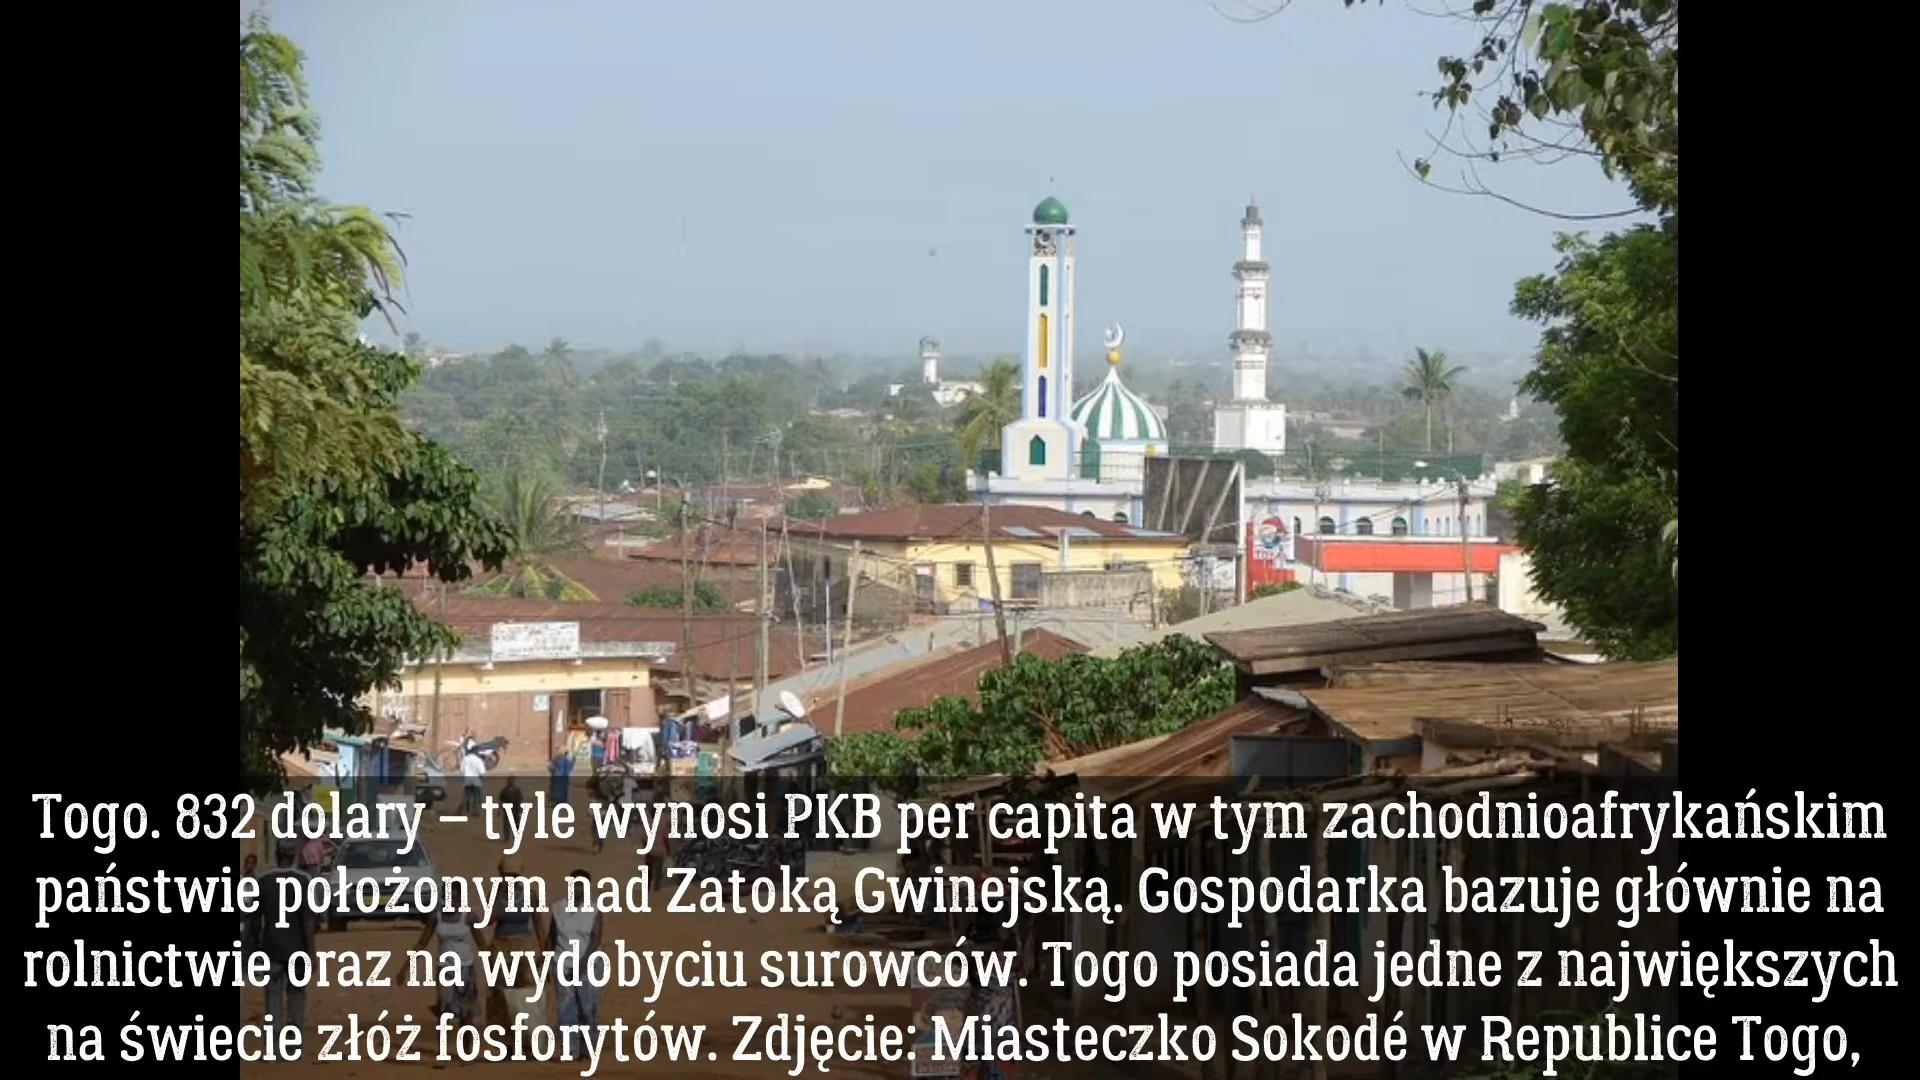 Togo. 832 dolary – tyle wynosi PKB per capita w tym zachodnioafrykańskim
państwie położonym nad Zatoką Gwinejską. Gospodarka bazuje głównie na
rolnictwie oraz na wydobyciu surowców. Togo posiada jedne z największych
na świecie złóż fosforytów. Zdjęcie: Miasteczko Sokodé w Republice Togo,